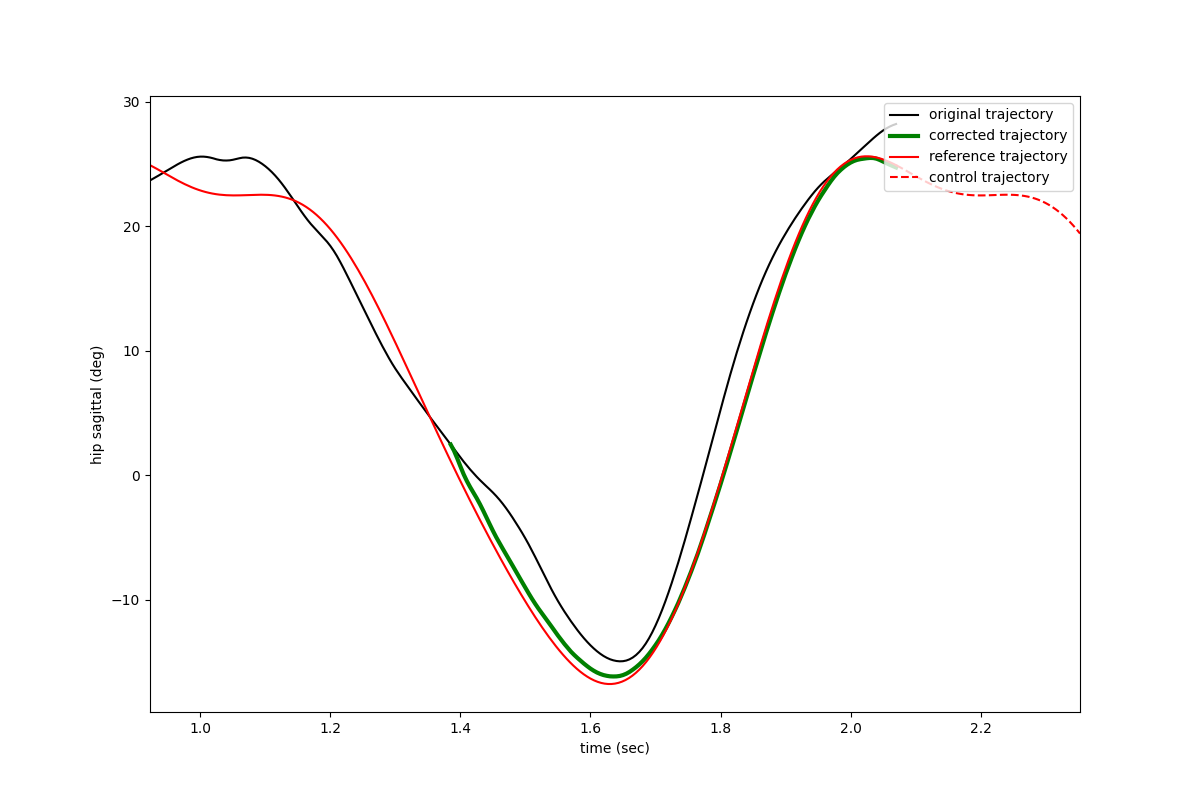 30
20
10
0
−10
hip sagittal (deg)
1.0
1.2
1.4
1.6
1.8
2.0
2.2
time (sec)
original trajectory
corrected trajectory
reference trajectory
control trajectory